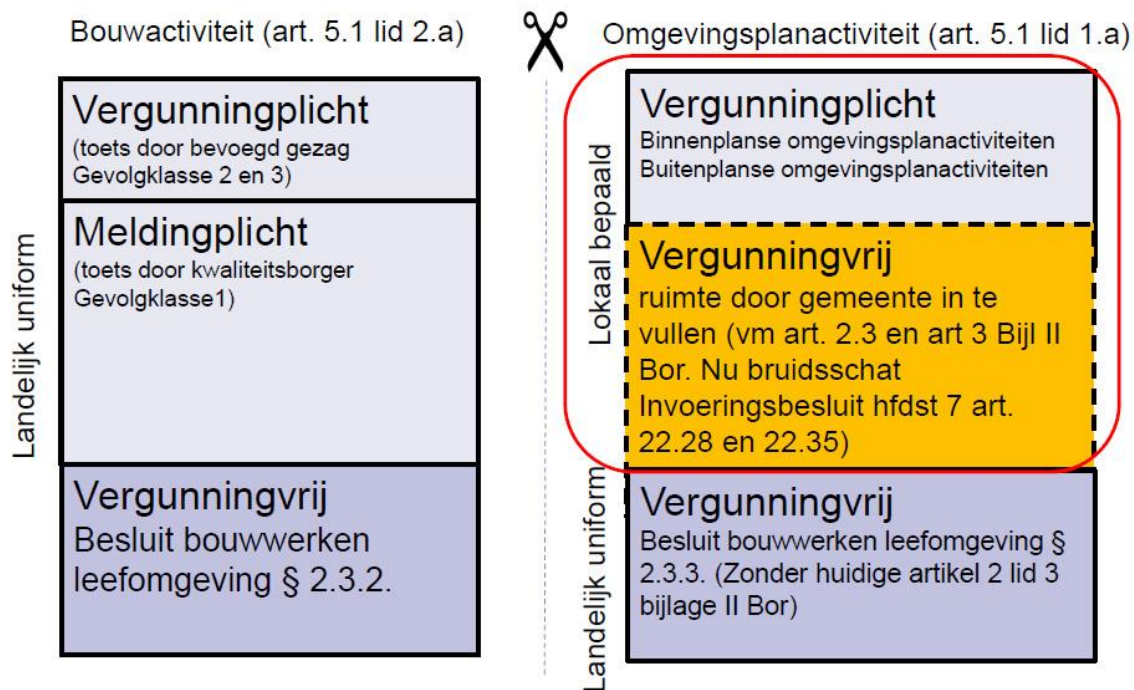 Bouwactiviteit (art. 5.1 lid 2.a)
Landelijk uniform
Vergunningplicht
(toets door bevoegd gezag
Gevolgklasse 2 en 3)
Meldingplicht
(toets door kwaliteitsborger
Gevolgklasse1)
Vergunningvrij
Besluit bouwwerken
leefomgeving § 2.3.2.
Omgevingsplanactiviteit (art. 5.1 lid 1.a)
Lokaal bepaald
Vergunningplicht
Binnenplanse omgevingsplanactiviteiten
Buitenplanse omgevingsplanactiviteiten
Vergunningvrij
ruimte door gemeente in te
vullen (vm art. 2.3 en art 3 Bijl II
Bor. Nu bruidsschat
Invoeringsbesluit hfdst 7 art.
22.28 en 22.35)
Landelijk uniform
Vergunningvrij
Besluit bouwwerken leefomgeving §
2.3.3. (Zonder huidige artikel 2 lid 3
bijlage II Bor)